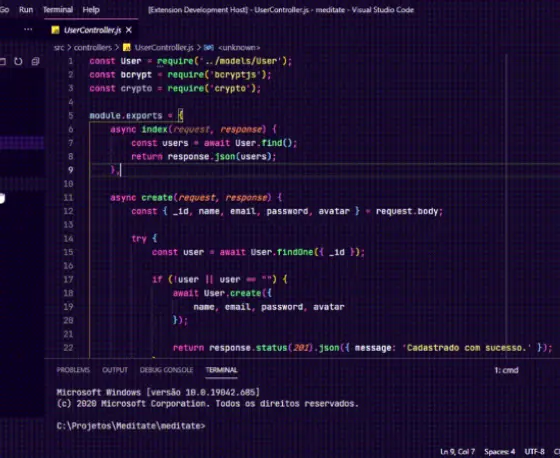 Go Run Terminal Help [Extension Development Host] - UserController.js - meditate - Visual Studio Code
··· UserController.js ×
src > controllers > UserController.js > <unknown>
1 const User = require('../models/User');
2 const bcrypt = require('bcryptjs');
3 const crypto = require('crypto');
4
5 module.exports = {
6 async index(request, response) {
7 const users = await User.find();
8 return response.json(users);
9 },
10
11 async create(request, response) {
12 const { _id, name, email, password, avatar } = request.body;
13
14 try {
15 const user = await User.findOne({ _id });
16
17 if (!user || user == "") {
18 await User.create({
19 name, email, password, avatar
20 });
21
22 return response.status(201).json({ message: 'Cadastrado com sucesso.' });
PROBLEMS OUTPUT DEBUG CONSOLE TERMINAL 1: cmd
Microsoft Windows [versão 10.0.19042.685]
(c) 2020 Microsoft Corporation. Todos os direitos reservados.
C:\Projetos\Meditate\meditate>
Ln 9, Col 7 Spaces: 4 UTF-8